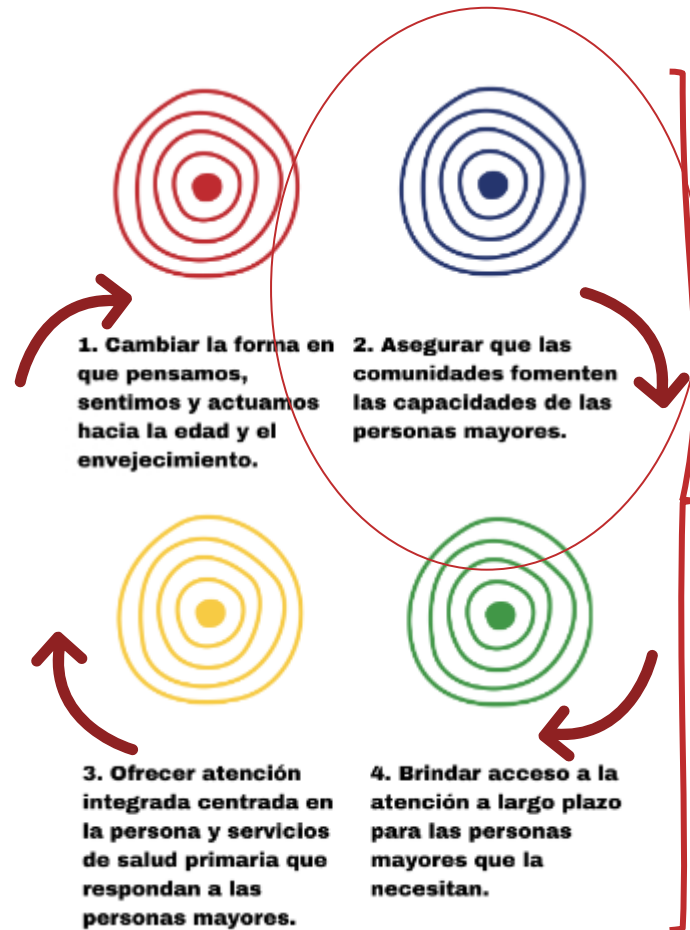 1. Cambiar la forma en
que pensamos,
sentimos y actuamos
hacia la edad y el
envejecimiento.
2. Asegurar que las
comunidades fomenten
las capacidades de las
personas mayores.
3. Ofrecer atención
integrada centrada en
la persona y servicios
de salud primaria que
respondan a las
personas mayores.
4. Brindar acceso a la
atención a largo plazo
para las personas
mayores que la
necesitan.